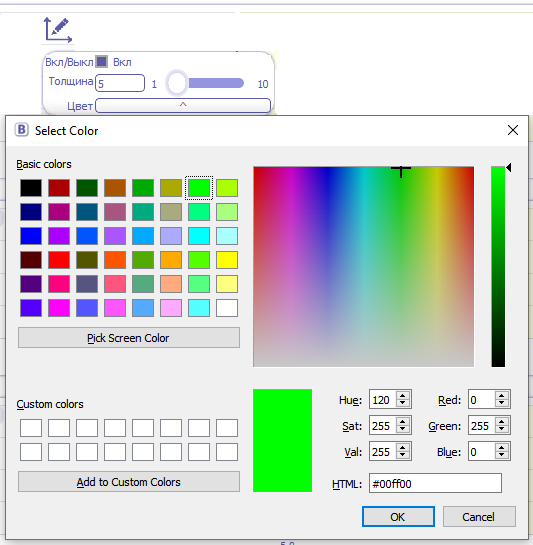 Вкл/Выкл Вкл
Толщина 5 1 10
Цвет ^
B Select Color
Basic colors
Pick Screen Color
Custom colors
Add to Custom Colors
Hue: 120 Red: 0
Sat: 255 Green: 255
Val: 255 Blue: 0
HTML: #00ff00
OK Cancel